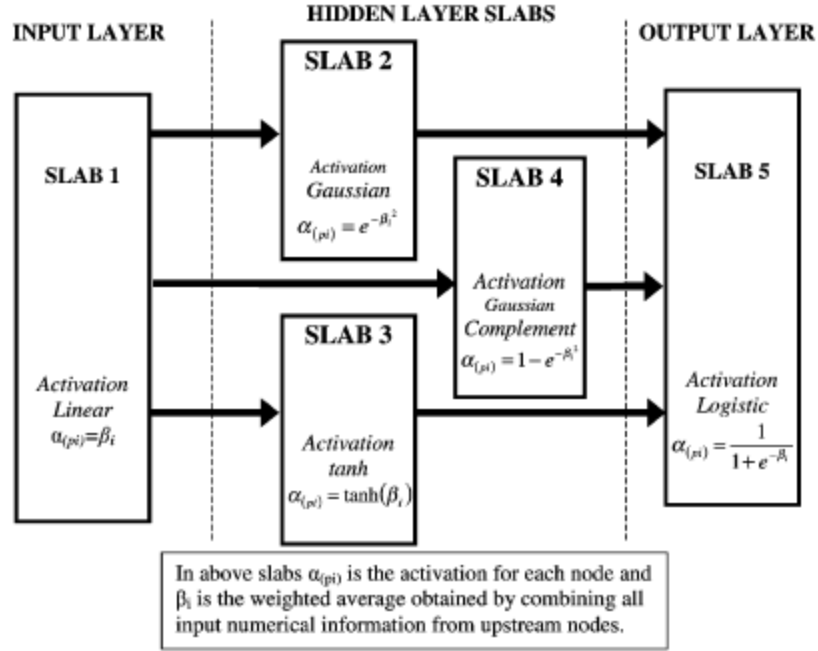 HIDDEN LAYER SLABS
INPUT LAYER
OUTPUT LAYER
SLAB 1
Activation
Linear
α(pi)=βi
SLAB 2
Activation
Gaussian
α(pi) = e^-βi²
SLAB 3
Activation
tanh
α(pi) = tanh(βi)
SLAB 4
Activation
Gaussian
Complement
α(pi) = 1 − e^-βi²
SLAB 5
Activation
Logistic
α(pi) = 1 / 1 + e^-βi
In above slabs α(pi) is the activation for each node and
βi is the weighted average obtained by combining all
input numerical information from upstream nodes.